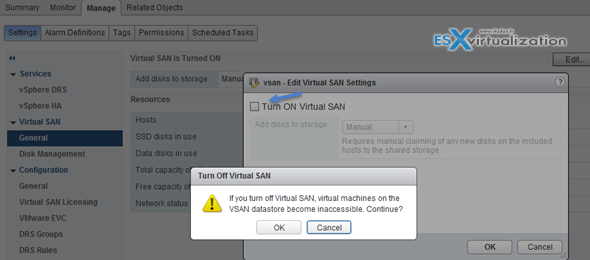 Summary Monitor Manage Related Objects
Settings Alarm Definitions Tags Permissions Scheduled Tasks
ESX virtualization
Services
vSphere DRS
vSphere HA
Virtual SAN
General
Disk Management
Configuration
General
Virtual SAN Licensing
VMware EVC
DRS Groups
DRS Rules
Virtual SAN is Turned ON
Edit...
Add disks to storage Manua
Resources
Hosts
SSD disks in use
Data disks in use
Total capacity of
Free capacity of
Network status
vsan - Edit Virtual SAN Settings
?
Turn ON Virtual SAN
Add disks to storage Manual
Requires manual claiming of any new disks on the included
hosts to the shared storage.
OK Cancel
Turn Off Virtual SAN
If you turn off Virtual SAN, virtual machines on the
VSAN datastore become inaccessible. Continue?
OK Cancel